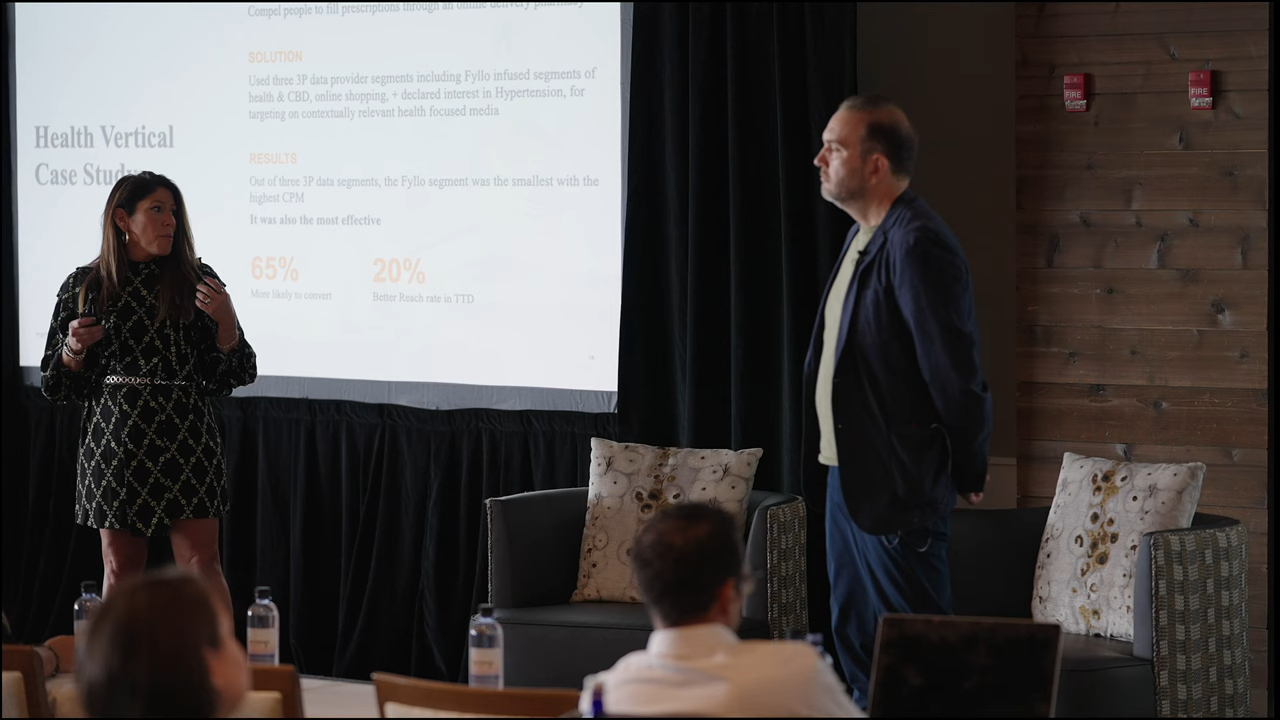 Compel people to fill prescriptions through an online delivery pharmacy
SOLUTION
Used three 3P data provider segments including Fyllo infused segments of
health & CBD, online shopping, + declared interest in Hypertension, for
targeting on contextually relevant health focused media
Health Vertical
Case Study
RESULTS
Out of three 3P data segments, the Fyllo segment was the smallest with the
highest CPM
It was also the most effective
65%
More likely to convert
20%
Better Reach rate in TTD
FIRE
FIRE